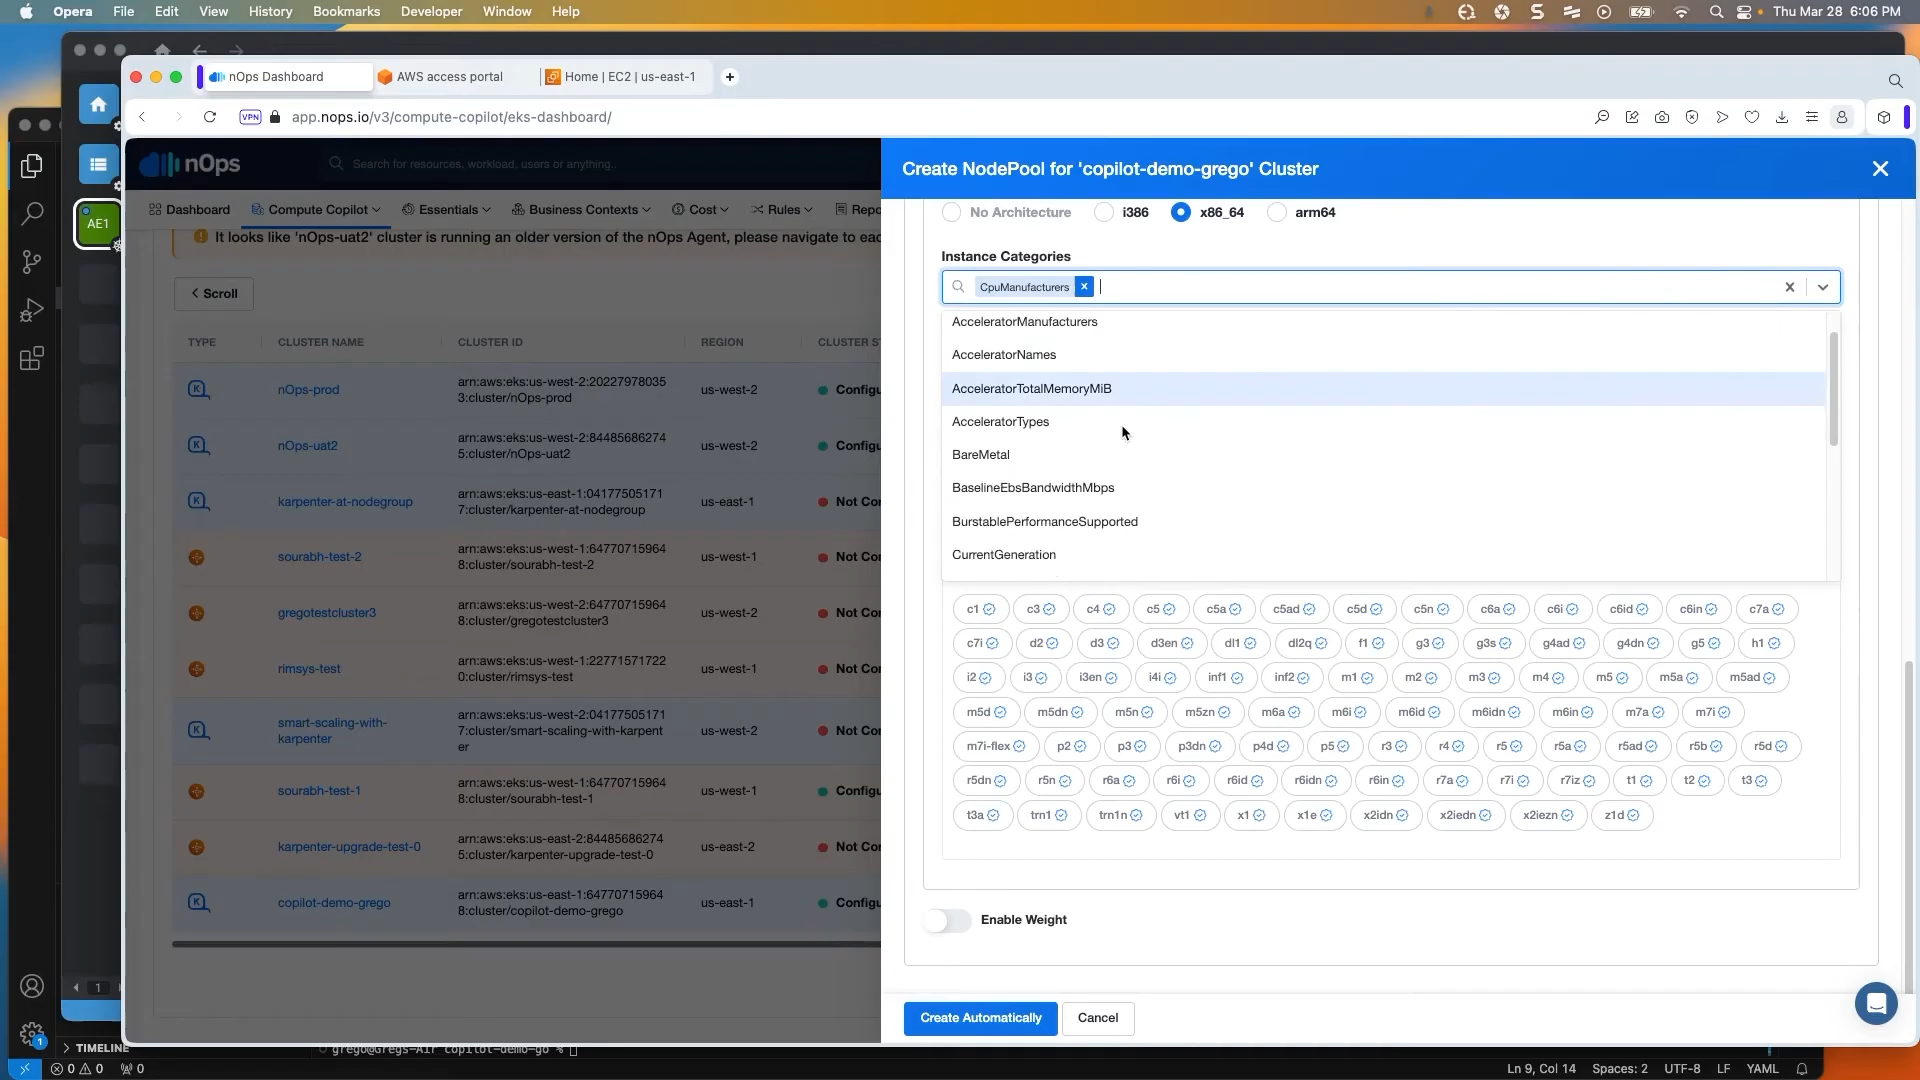 Opera File Edit View History Bookmarks Developer Window Help
Thu Mar 28 6:06 PM
nOps Dashboard
AWS access portal
Home | EC2 | us-east-1
VPN
app.nops.io/v3/compute-copilot/eks-dashboard/
AE1
nOps
Search for resources, workload, users or anything..
Dashboard Compute Copilot Essentials Business Contexts Cost Rules Repo
It looks like 'nOps-uat2' cluster is running an older version of the nOps Agent, please navigate to eac
Scroll
TYPE CLUSTER NAME CLUSTER ID REGION CLUSTER S
nOps-prod
arn:aws:eks:us-west-2:20227978035
3:cluster/nOps-prod
us-west-2
Configu
nOps-uat2
arn:aws:eks:us-west-2:84485686274
5:cluster/nOps-uat2
us-west-2
Configu
karpenter-at-nodegroup
arn:aws:eks:us-east-1:04177505171
7:cluster/karpenter-at-nodegroup
us-east-1
Not Con
sourabh-test-2
arn:aws:eks:us-west-1:64770715964
8:cluster/sourabh-test-2
us-west-1
Not Con
gregotestcluster3
arn:aws:eks:us-west-2:64770715964
8:cluster/gregotestcluster3
us-west-2
Not Con
rimsys-test
arn:aws:eks:us-west-1:22771571722
0:cluster/rimsys-test
us-west-1
Not Con
smart-scaling-with-
karpenter
arn:aws:eks:us-west-2:04177505171
7:cluster/smart-scaling-with-karpent
er
us-west-2
Not Con
sourabh-test-1
arn:aws:eks:us-west-1:64770715964
8:cluster/sourabh-test-1
us-west-1
Configu
karpenter-upgrade-test-0
arn:aws:eks:us-east-2:84485686274
5:cluster/karpenter-upgrade-test-0
us-east-2
Not Con
copilot-demo-grego
arn:aws:eks:us-east-1:64770715964
8:cluster/copilot-demo-grego
us-east-1
Configu
Create NodePool for 'copilot-demo-grego' Cluster
No Architecture i386 x86_64 arm64
Instance Categories
CpuManufacturers
AcceleratorManufacturers
AcceleratorNames
AcceleratorTotalMemoryMiB
AcceleratorTypes
BareMetal
BaselineEbsBandwidthMbps
BurstablePerformanceSupported
CurrentGeneration
c1 c3 c4 c5 c5a c5ad c5d c5n c6a c6i c6id c6in c7a
c7i d2 d3 d3en dl1 dl2q f1 g3 g3s g4ad g4dn g5 h1
i2 i3 i3en i4i inf1 inf2 m1 m2 m3 m4 m5 m5a m5ad
m5d m5dn m5n m5zn m6a m6i m6id m6idn m6in m7a m7i
m7i-flex p2 p3 p3dn p4d p5 r3 r4 r5 r5a r5ad r5b r5d
r5dn r5n r6a r6i r6id r6idn r6in r7a r7i r7iz t1 t2 t3
t3a trn1 trn1n vt1 x1 x1e x2idn x2iedn x2iezn z1d
Enable Weight
Create Automatically Cancel
1
TIMELINE
grego@Gregs-Air copilot-demo-go %
1
0 0 0
Ln 9, Col 14 Spaces: 2 UTF-8 LF YAML